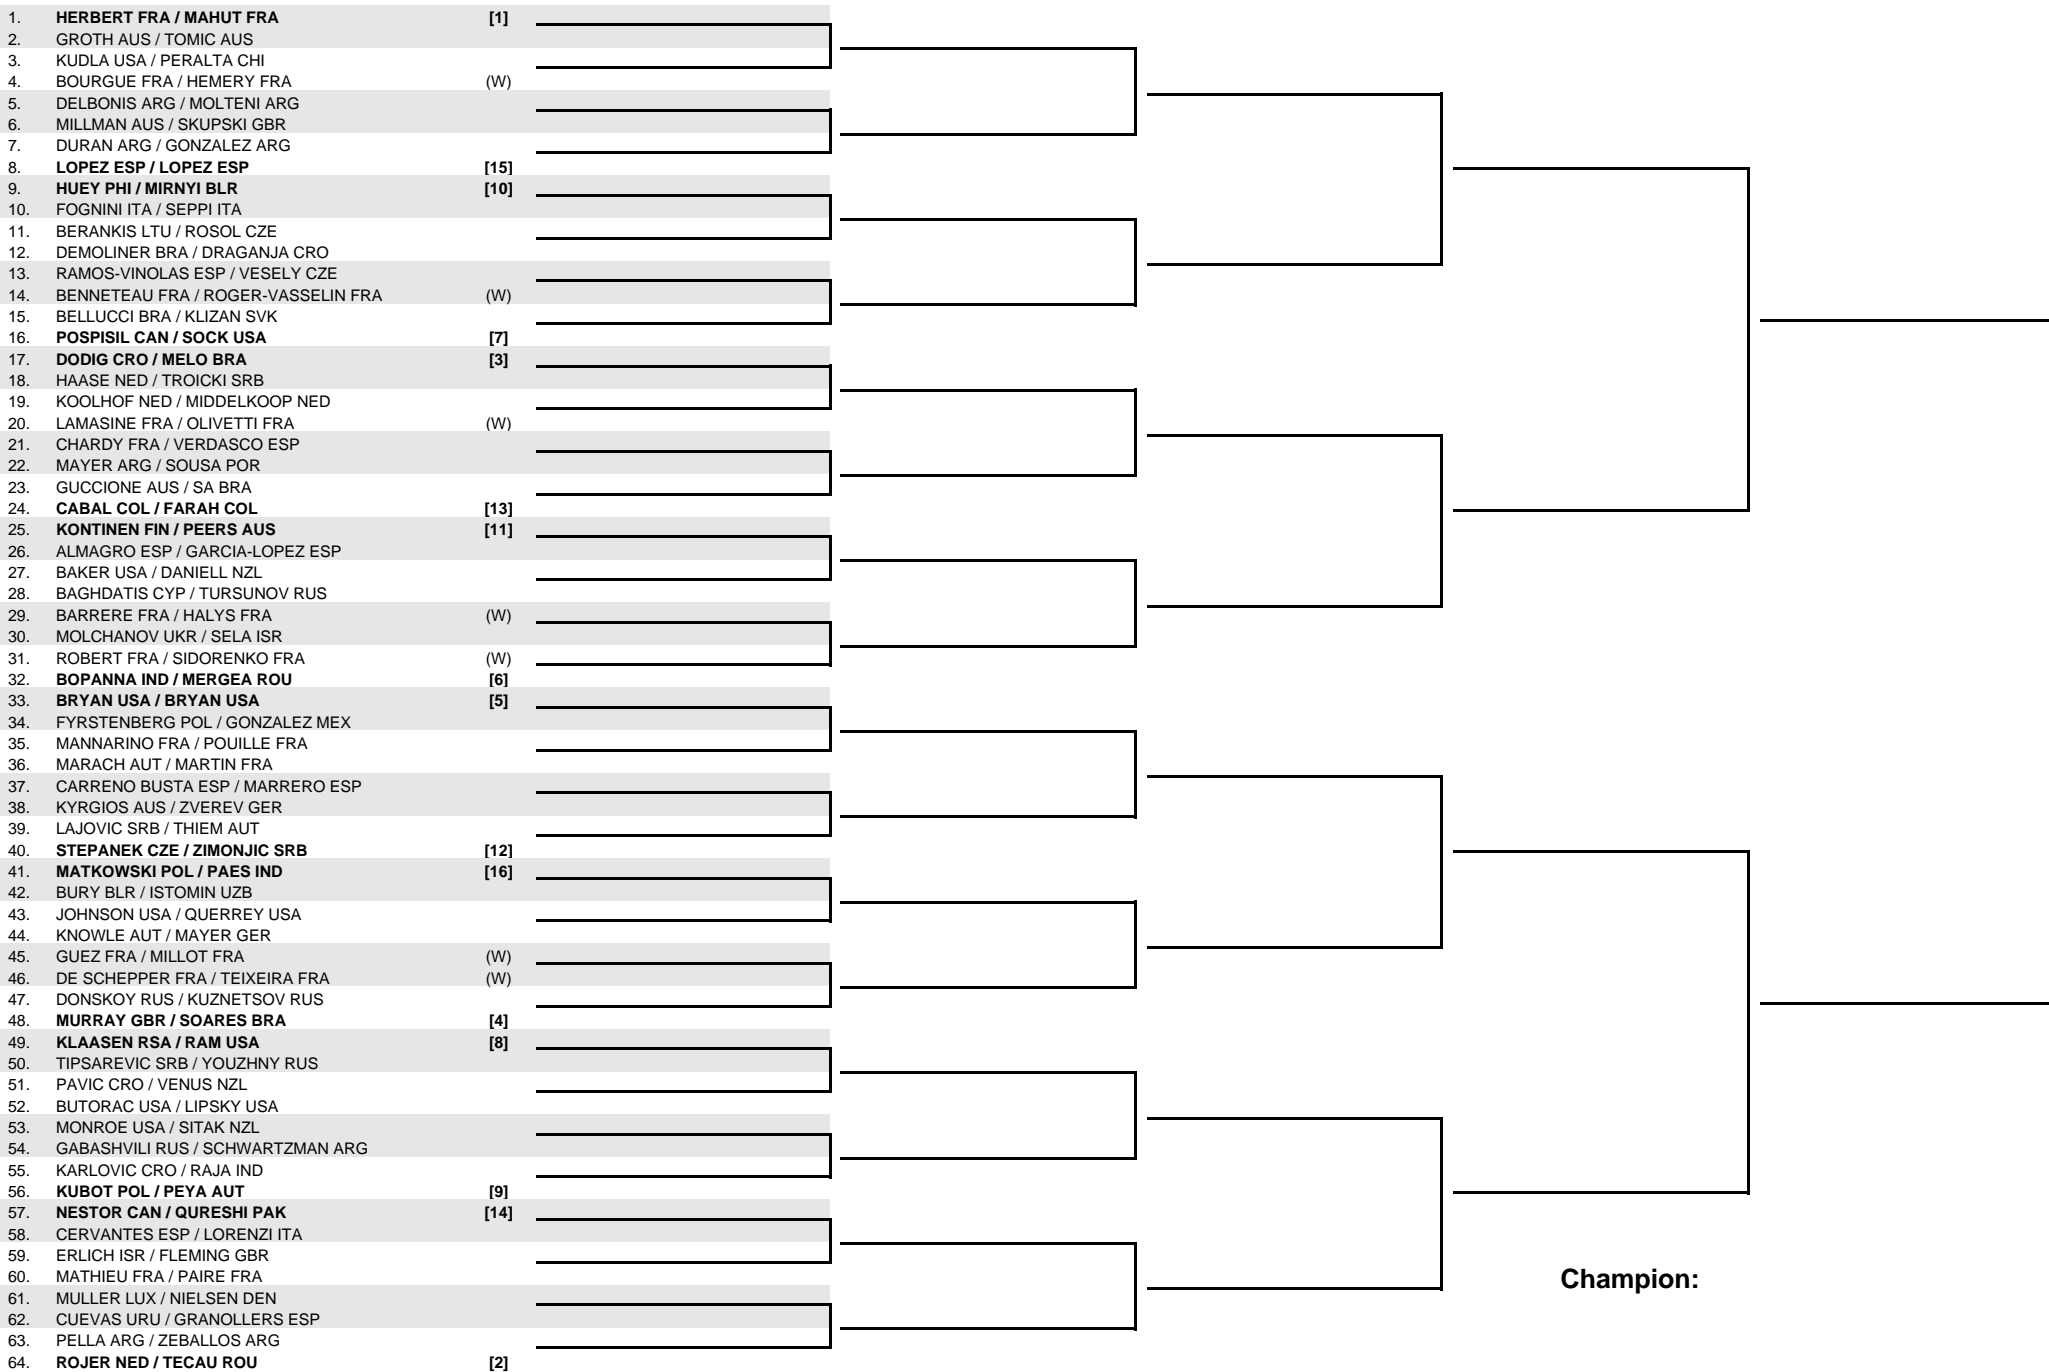 1. HERBERT FRA / MAHUT FRA [1]
2. GROTH AUS / TOMIC AUS
3. KUDLA USA / PERALTA CHI
4. BOURGUE FRA / HEMERY FRA (W)
5. DELBONIS ARG / MOLTENI ARG
6. MILLMAN AUS / SKUPSKI GBR
7. DURAN ARG / GONZALEZ ARG
8. LOPEZ ESP / LOPEZ ESP [15]
9. HUEY PHI / MIRNYI BLR [10]
10. FOGNINI ITA / SEPPI ITA
11. BERANKIS LTU / ROSOL CZE
12. DEMOLINER BRA / DRAGANJA CRO
13. RAMOS-VINOLAS ESP / VESELY CZE
14. BENNETEAU FRA / ROGER-VASSELIN FRA (W)
15. BELLUCCI BRA / KLIZAN SVK
16. POSPISIL CAN / SOCK USA [7]
17. DODIG CRO / MELO BRA [3]
18. HAASE NED / TROICKI SRB
19. KOOLHOF NED / MIDDELKOOP NED
20. LAMASINE FRA / OLIVETTI FRA (W)
21. CHARDY FRA / VERDASCO ESP
22. MAYER ARG / SOUSA POR
23. GUCCIONE AUS / SA BRA
24. CABAL COL / FARAH COL [13]
25. KONTINEN FIN / PEERS AUS [11]
26. ALMAGRO ESP / GARCIA-LOPEZ ESP
27. BAKER USA / DANIELL NZL
28. BAGHDATIS CYP / TURSUNOV RUS
29. BARRERE FRA / HALYS FRA (W)
30. MOLCHANOV UKR / SELA ISR
31. ROBERT FRA / SIDORENKO FRA (W)
32. BOPANNA IND / MERGEA ROU [6]
33. BRYAN USA / BRYAN USA [5]
34. FYRSTENBERG POL / GONZALEZ MEX
35. MANNARINO FRA / POUILLE FRA
36. MARACH AUT / MARTIN FRA
37. CARRENO BUSTA ESP / MARRERO ESP
38. KYRGIOS AUS / ZVEREV GER
39. LAJOVIC SRB / THIEM AUT
40. STEPANEK CZE / ZIMONJIC SRB [12]
41. MATKOWSKI POL / PAES IND [16]
42. BURY BLR / ISTOMIN UZB
43. JOHNSON USA / QUERREY USA
44. KNOWLE AUT / MAYER GER
45. GUEZ FRA / MILLOT FRA (W)
46. DE SCHEPPER FRA / TEIXEIRA FRA (W)
47. DONSKOY RUS / KUZNETSOV RUS
48. MURRAY GBR / SOARES BRA [4]
49. KLAASEN RSA / RAM USA [8]
50. TIPSAREVIC SRB / YOUZHNY RUS
51. PAVIC CRO / VENUS NZL
52. BUTORAC USA / LIPSKY USA
53. MONROE USA / SITAK NZL
54. GABASHVILI RUS / SCHWARTZMAN ARG
55. KARLOVIC CRO / RAJA IND
56. KUBOT POL / PEYA AUT [9]
57. NESTOR CAN / QURESHI PAK [14]
58. CERVANTES ESP / LORENZI ITA
59. ERLICH ISR / FLEMING GBR
60. MATHIEU FRA / PAIRE FRA
Champion:
61. MULLER LUX / NIELSEN DEN
62. CUEVAS URU / GRANOLLERS ESP
63. PELLA ARG / ZEBALLOS ARG
64. ROJER NED / TECAU ROU [2]